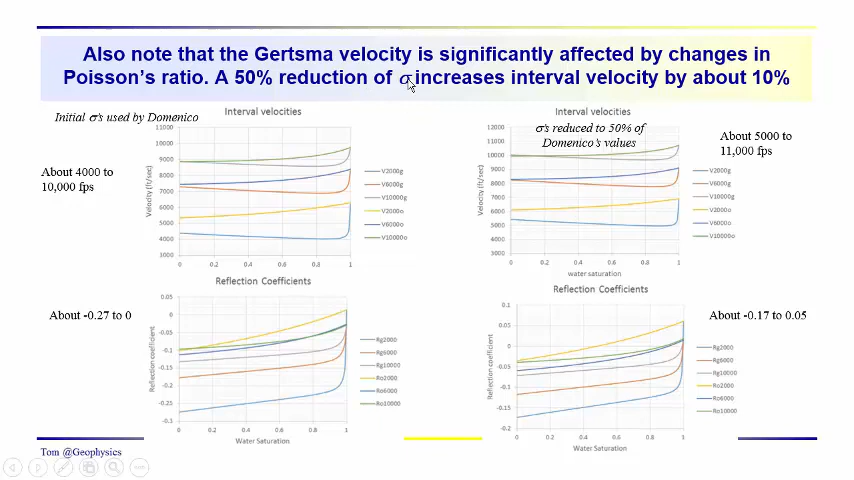 Also note that the Gertsma velocity is significantly affected by changes in
Poisson's ratio. A 50% reduction of σ increases interval velocity by about 10%
Initial σ's used by Domenico
About 4000 to
10,000 fps
Interval velocities
Velocity (ft/sec)
11000
10000
9000
8000
7000
6000
5000
4000
3000
0 0.2 0.4 0.6 0.8 1
V2000g
V6000g
V10000g
V2000o
V6000o
V10000o
Interval velocities
σ's reduced to 50% of
Domenico's values
About 5000 to
11,000 fps
Velocity (ft/sec)
12000
11000
10000
9000
8000
7000
6000
5000
4000
3000
0 0.2 0.4 0.6 0.8 1
water saturation
V2000g
V6000g
V10000g
V2000o
V6000o
V10000o
About -0.27 to 0
Reflection Coefficients
Reflection coefficient
0.05
0
-0.05
-0.1
-0.15
-0.2
-0.25
-0.3
0 0.2 0.4 0.6 0.8 1
Water Saturation
Rg2000
Rg6000
Rg10000
Ro2000
Ro6000
Ro10000
Reflection Coefficients
About -0.17 to 0.05
Reflection coefficient
0.1
0.05
0
-0.05
-0.1
-0.15
-0.2
0 0.2 0.4 0.6 0.8 1
Water Saturation
Rg2000
Rg6000
Rg10000
Ro2000
Ro6000
Ro10000
Tom @Geophysics